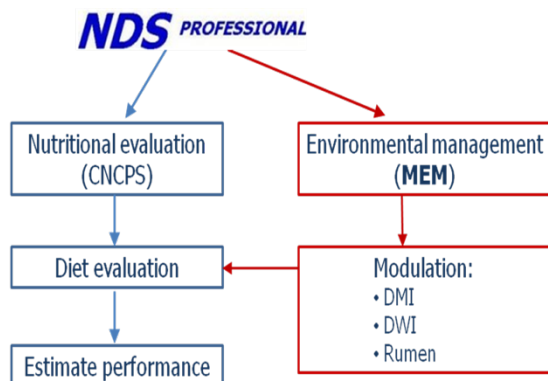 NDS PROFESSIONAL
Nutritional evaluation
(CNCPS)
Environmental management
(MEM)
Diet evaluation
Modulation:
• DMI
• DWI
• Rumen
Estimate performance